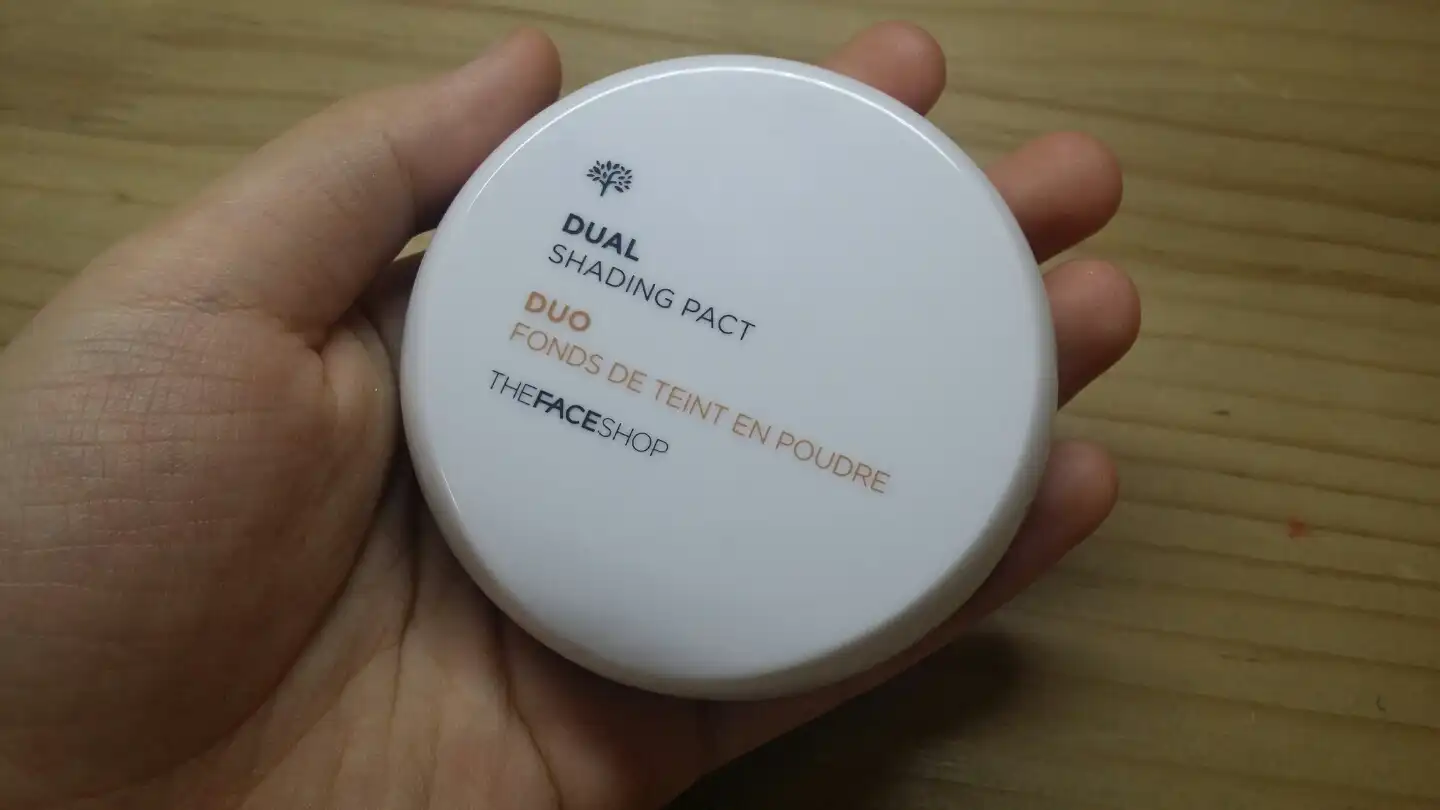 DUAL
SHADING PACT
DUO
FONDS DE TEINT EN POUDRE
THEFACESHOP